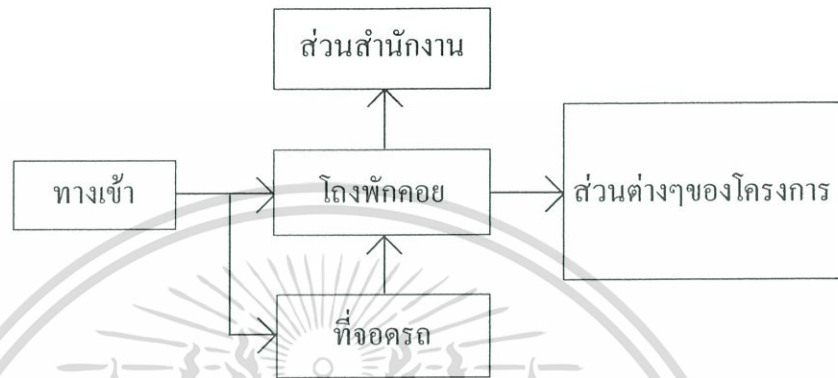 ส่วนสำนักงาน
ทางเข้า
โถงพักคอย
ส่วนต่างๆของโครงการ
ที่จอดรถ